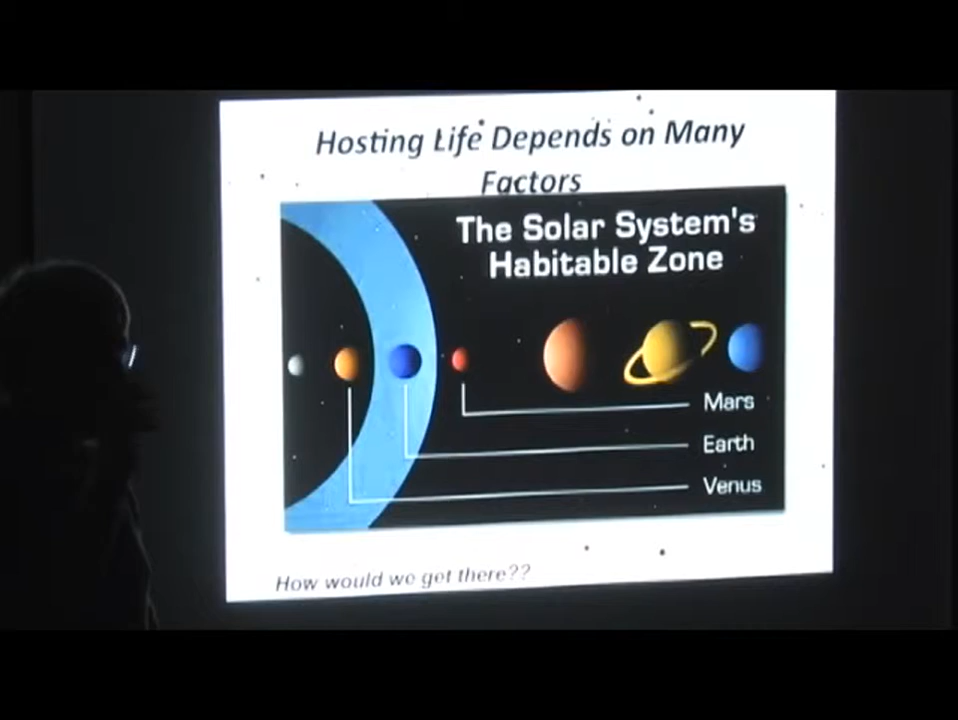 Hosting Life Depends on Many
Factors
The Solar System's
Habitable Zone
Mars
Earth
Venus
How would we get there??